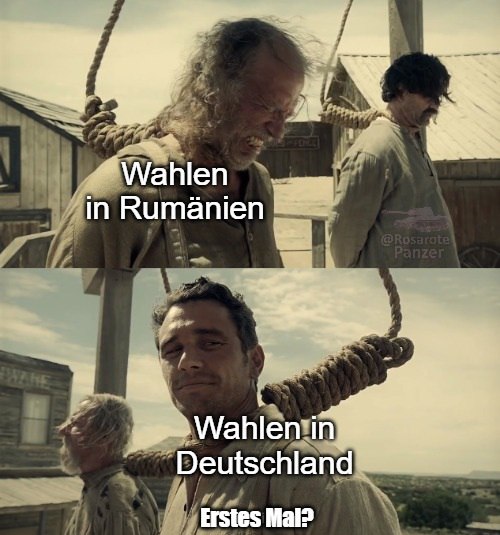 Wahlen
in Rumänien
@Rosarote
Panzer
Wahlen in
Deutschland
Erstes Mal?